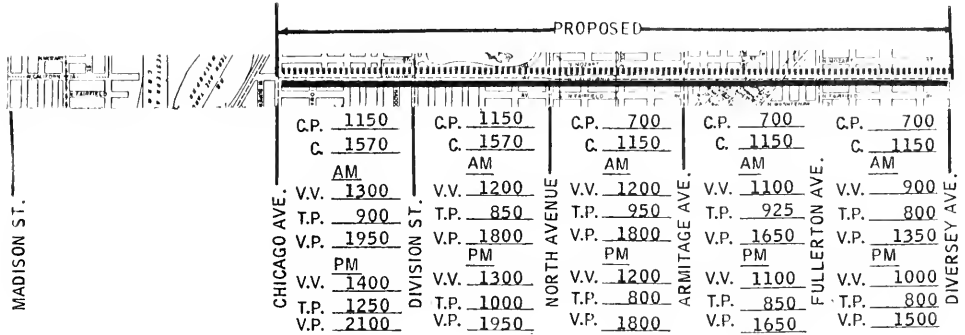 PROPOSED
C.P. 1150 C.P. 1150 C.P. 700 C.P. 700 C.P. 700
C. 1570 C. 1570 C. 1150 C. 1150 C. 1150
AM AM AM AM AM
V.V. 1300 V.V. 1200 V.V. 1200 V.V. 1100 V.V. 900
T.P. 900 T.P. 850 T.P. 950 T.P. 925 T.P. 800
V.P. 1950 V.P. 1800 V.P. 1800 V.P. 1650 V.P. 1350
PM PM PM PM PM
V.V. 1400 V.V. 1300 V.V. 1200 V.V. 1100 V.V. 1000
T.P. 1250 T.P. 1000 T.P. 800 T.P. 850 T.P. 800
V.P. 2100 V.P. 1950 V.P. 1800 V.P. 1650 V.P. 1500
MADISON ST.
CHICAGO AVE.
DIVISION ST.
NORTH AVENUE
ARMITAGE AVE.
FULLERTON AVE.
DIVERSEY AVE.